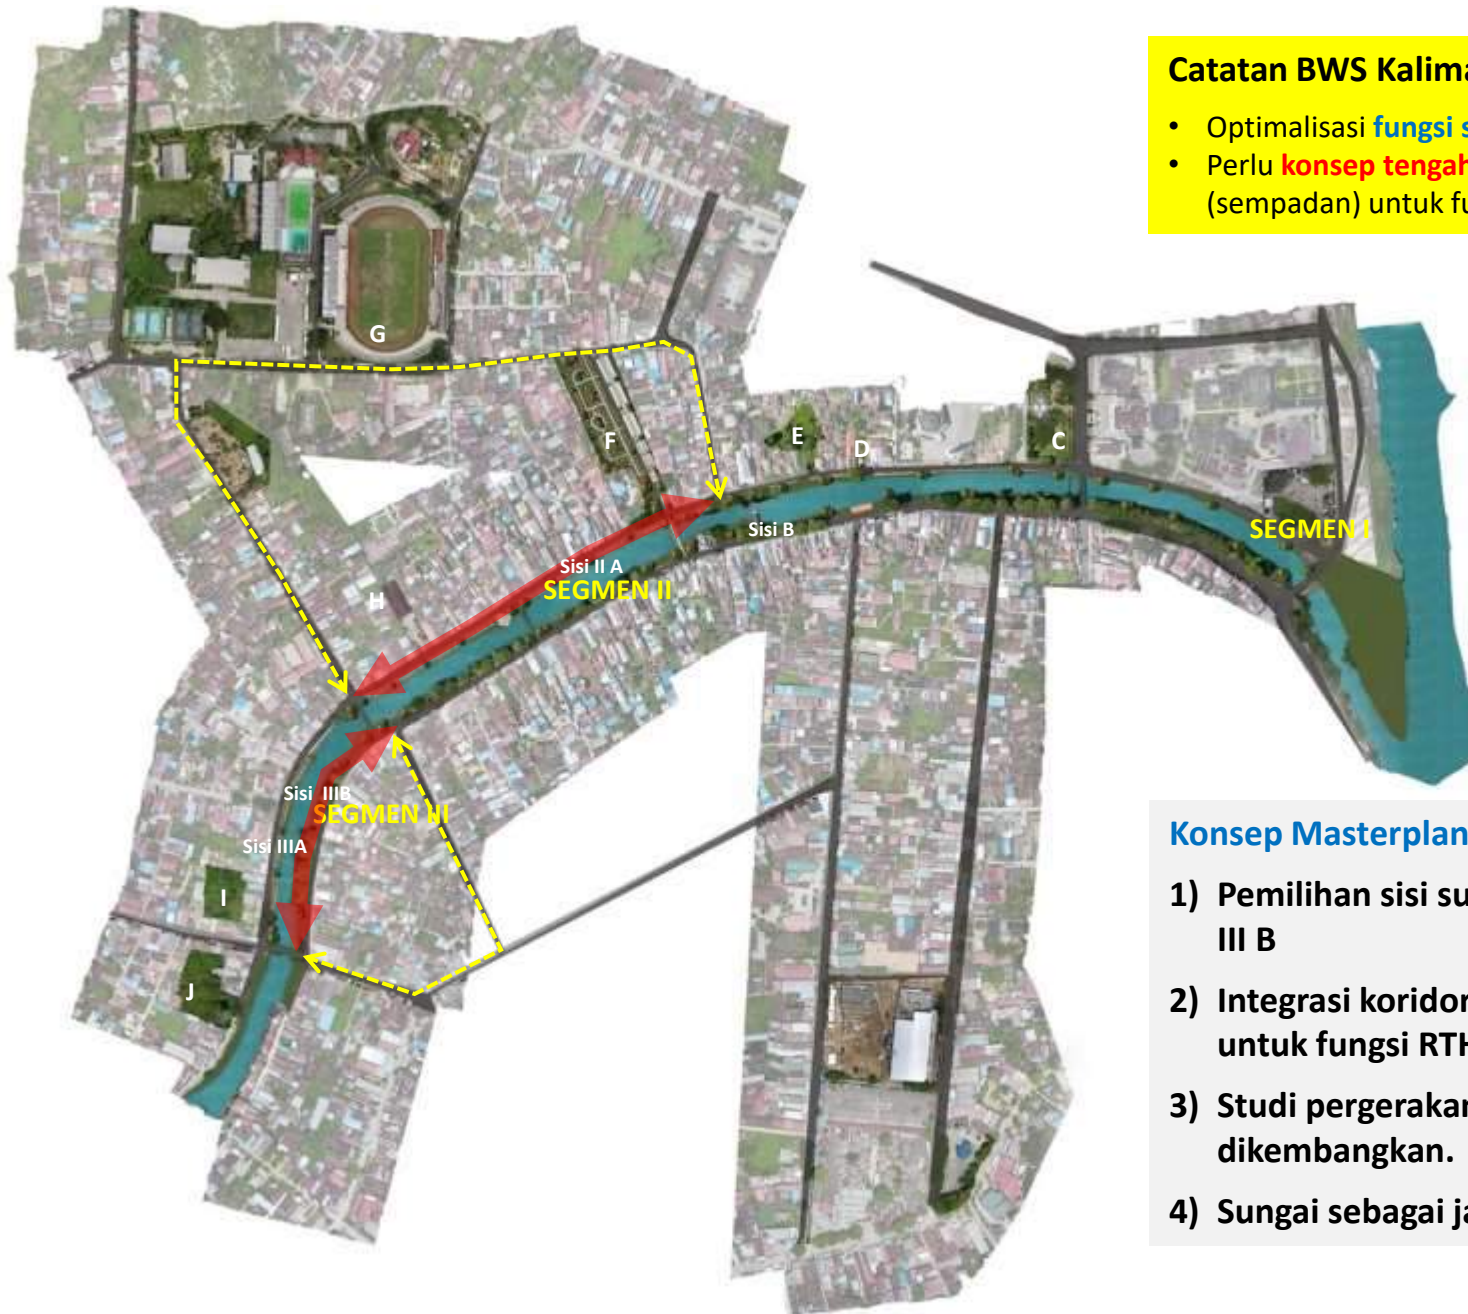 Catatan BWS Kalima
• Optimalisasi fungsi s
• Perlu konsep tengah
(sempadan) untuk fu
G
F
E
D
C
SEGMEN I
Sisi B
Sisi II A
SEGMEN II
H
Sisi IIIB
SEGMEN III
Sisi IIIA
I
J
Konsep Masterplan
1) Pemilihan sisi su
III B
2) Integrasi koridor
untuk fungsi RTH
3) Studi pergerakan
dikembangkan.
4) Sungai sebagai ja